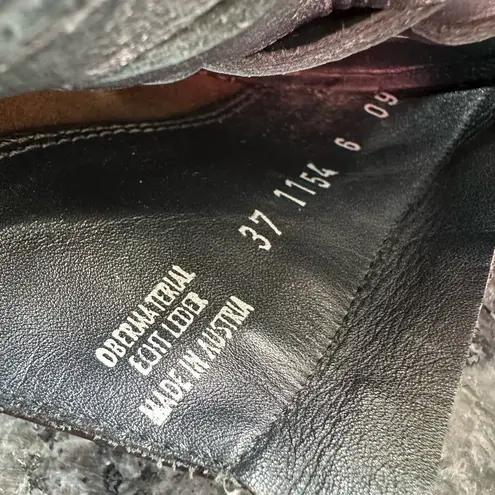 37 1154 6 09
OBERMATERIAL
ECHT LEDER
MADE IN AUSTRIA